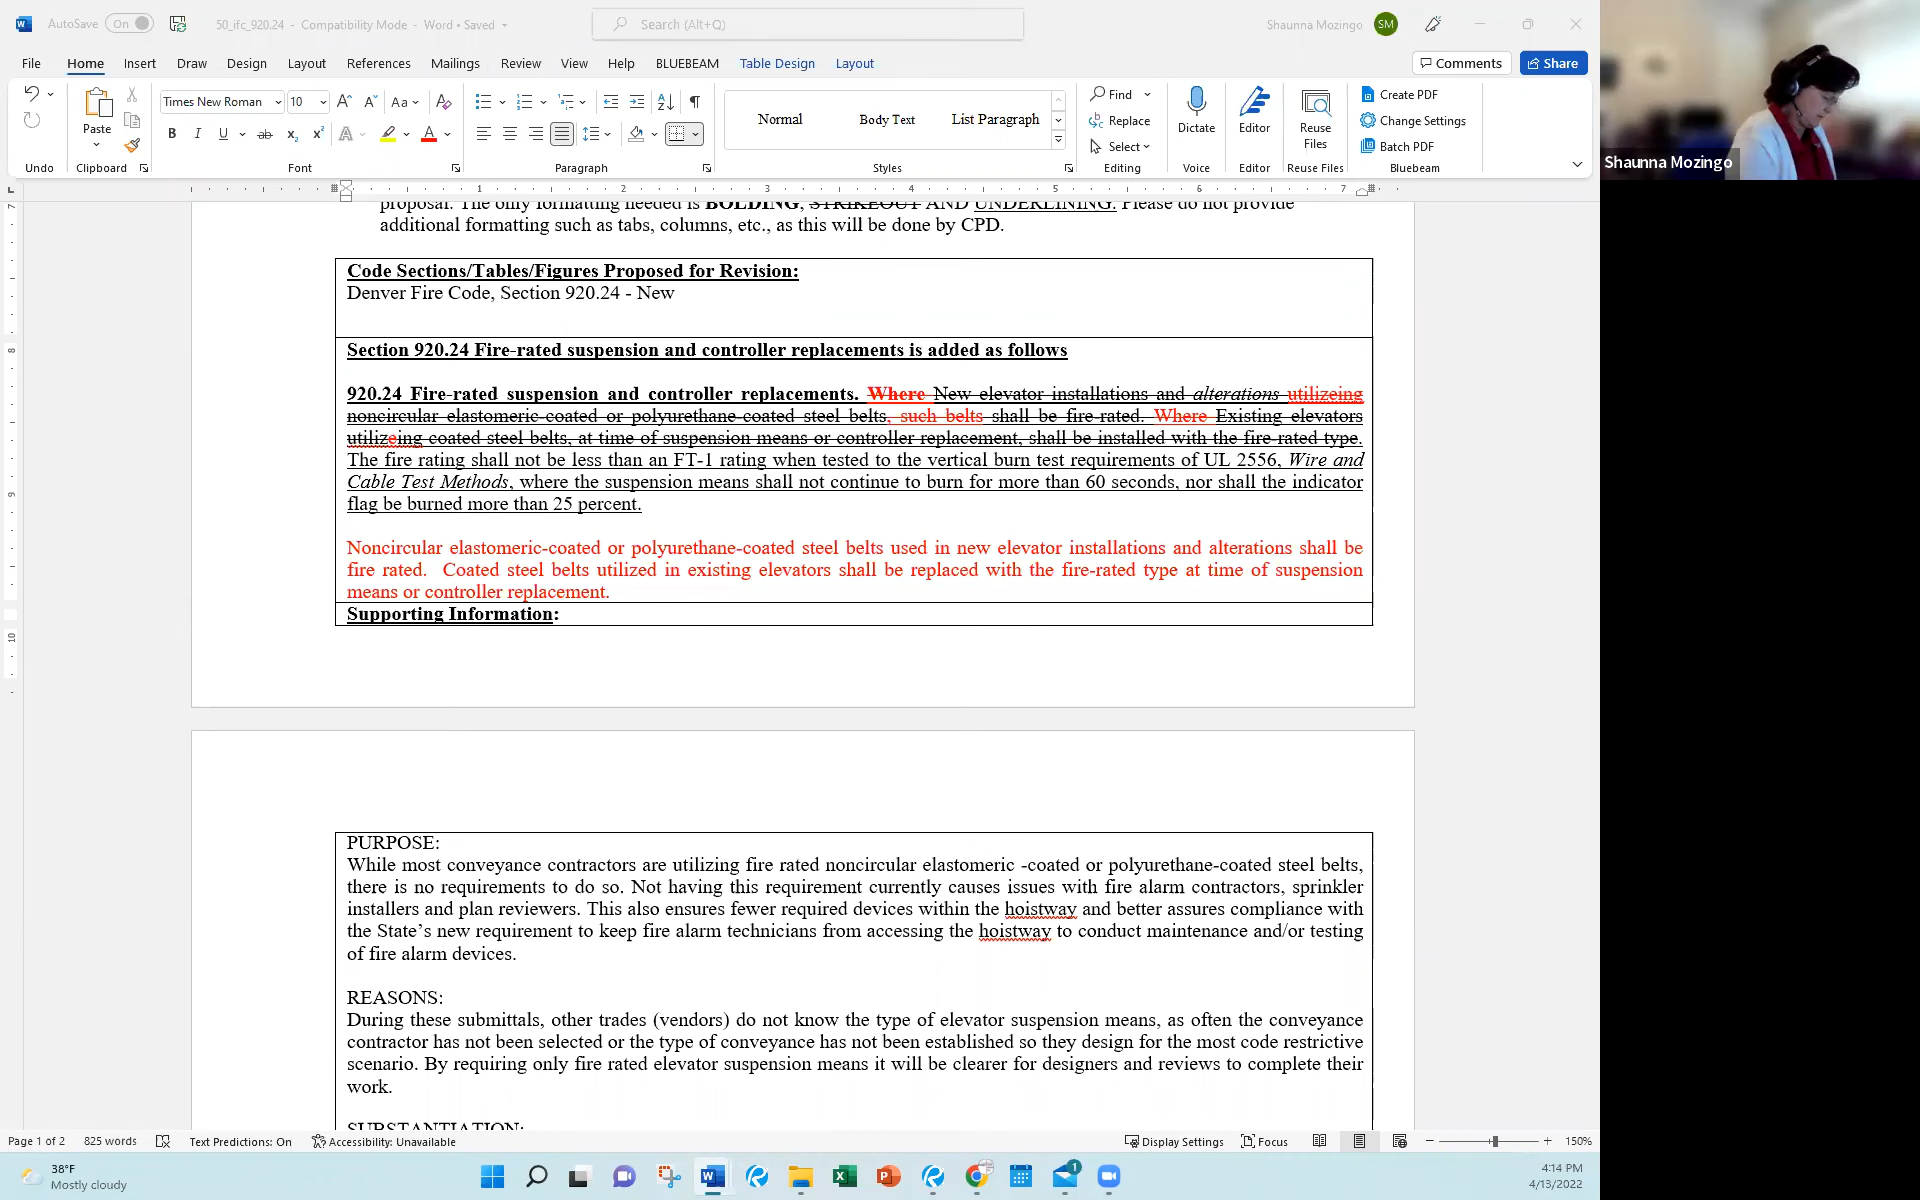 AutoSave On 50_ifc_920.24 - Compatibility Mode - Word • Saved Search (Alt+Q) Shaunna Mozingo SM
File Home Insert Draw Design Layout References Mailings Review View Help BLUEBEAM Table Design Layout Comments Share
Times New Roman 10 Aa Find Create PDF
Paste Normal Body Text List Paragraph Replace Dictate Editor Reuse Files Change Settings
B I U ab x2 x2 A A Select Batch PDF
Undo Clipboard Font Paragraph Styles Editing Voice Editor Reuse Files Bluebeam
Shaunna Mozingo
1 2 3 4 5 6 7
proposal. The only formatting needed is BOLDING, STRIKEOUT AND UNDERLINING. Please do not provide
additional formatting such as tabs, columns, etc., as this will be done by CPD.
Code Sections/Tables/Figures Proposed for Revision:
Denver Fire Code, Section 920.24 - New
Section 920.24 Fire-rated suspension and controller replacements is added as follows
920.24 Fire-rated suspension and controller replacements. Where New elevator installations and alterations utilizeing
noncircular elastomeric-coated or polyurethane-coated steel belts, such belts shall be fire-rated. Where Existing elevators
utilizeing coated steel belts, at time of suspension means or controller replacement, shall be installed with the fire-rated type.
The fire rating shall not be less than an FT-1 rating when tested to the vertical burn test requirements of UL 2556, Wire and
Cable Test Methods, where the suspension means shall not continue to burn for more than 60 seconds, nor shall the indicator
flag be burned more than 25 percent.
Noncircular elastomeric-coated or polyurethane-coated steel belts used in new elevator installations and alterations shall be
fire rated. Coated steel belts utilized in existing elevators shall be replaced with the fire-rated type at time of suspension
means or controller replacement.
Supporting Information:
PURPOSE:
While most conveyance contractors are utilizing fire rated noncircular elastomeric -coated or polyurethane-coated steel belts,
there is no requirements to do so. Not having this requirement currently causes issues with fire alarm contractors, sprinkler
installers and plan reviewers. This also ensures fewer required devices within the hoistway and better assures compliance with
the State’s new requirement to keep fire alarm technicians from accessing the hoistway to conduct maintenance and/or testing
of fire alarm devices.
REASONS:
During these submittals, other trades (vendors) do not know the type of elevator suspension means, as often the conveyance
contractor has not been selected or the type of conveyance has not been established so they design for the most code restrictive
scenario. By requiring only fire rated elevator suspension means it will be clearer for designers and reviews to complete their
work.
SUBSTANTIATION:
Page 1 of 2 825 words Text Predictions: On Accessibility: Unavailable Display Settings Focus 150%
38°F
Mostly cloudy
1
4:14 PM
4/13/2022